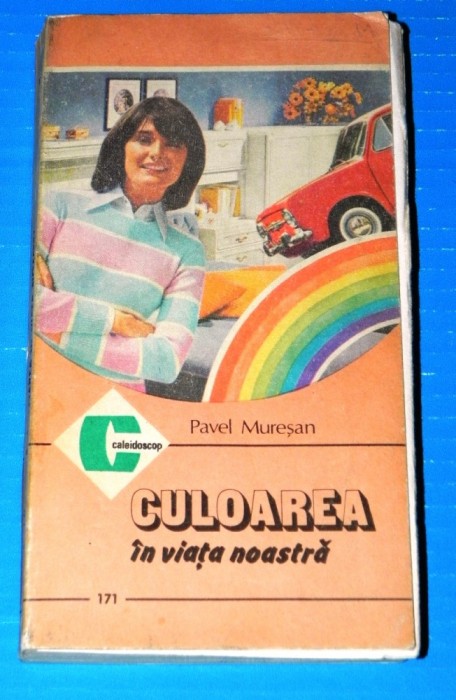 Pavel Mureșan
caleidoscop
CULOAREA
în viața noastră
171